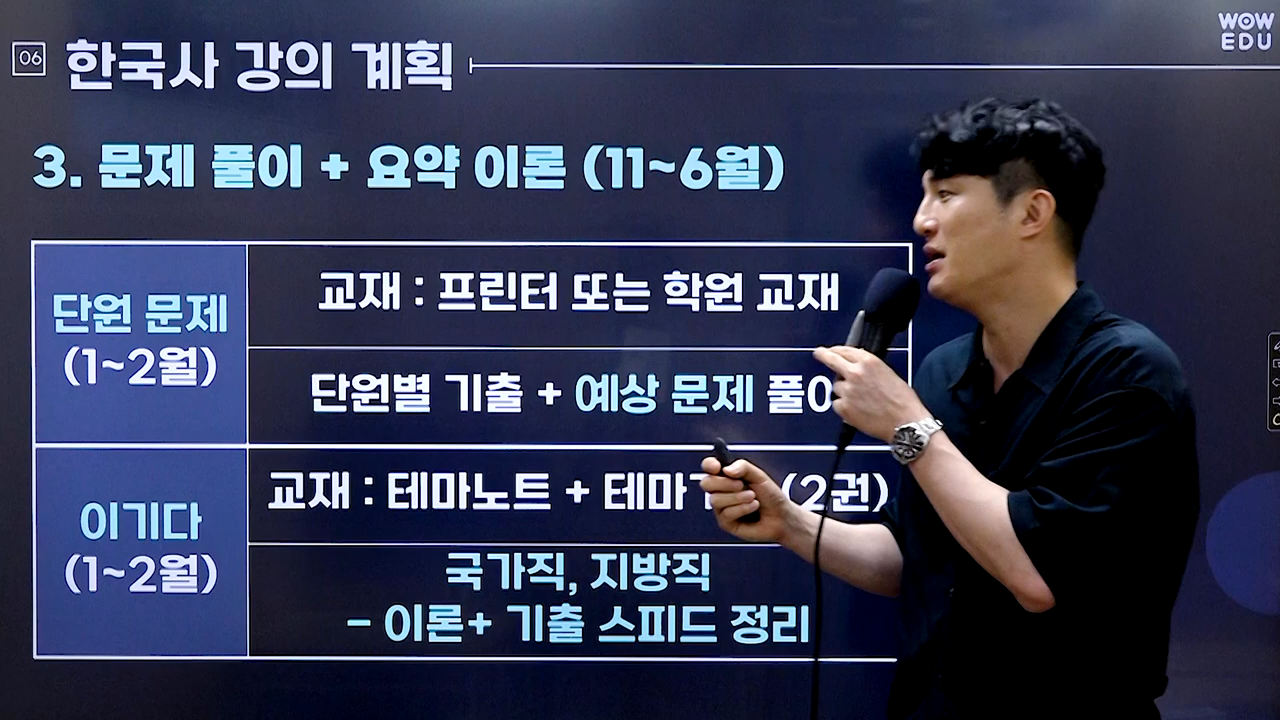 WOW
EDU
06 한국사 강의 계획
3. 문제 풀이 + 요약 이론 (11~6월)
단원 문제
(1~2월)
교재 : 프린터 또는 학원 교재
단원별 기출 + 예상 문제
이기다
(1~2월)
교재 : 테마노트 + (2권)
국가직, 지방직
- 이론+ 기출 스피드 정리